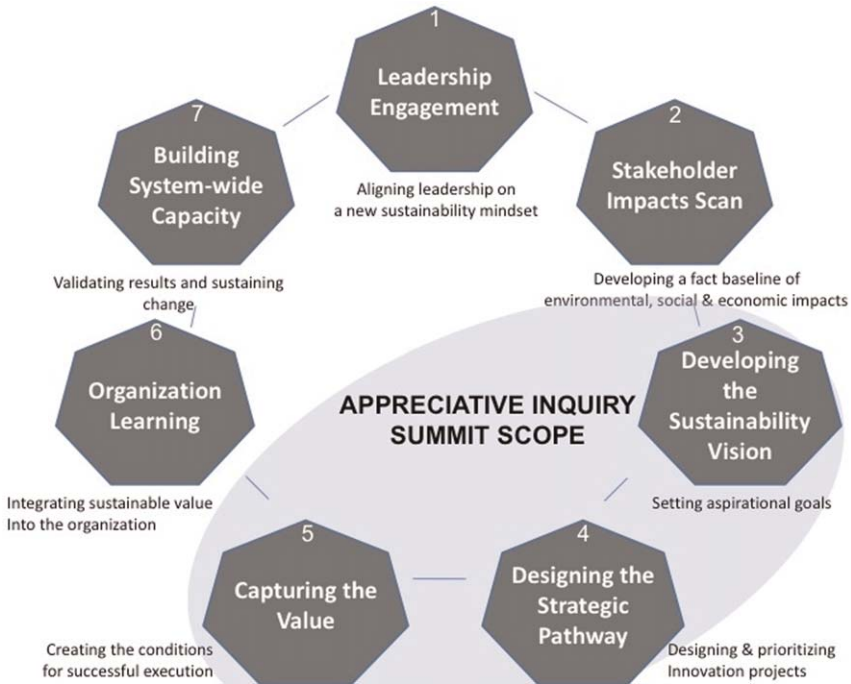 1
Leadership
Engagement
Aligning leadership on
a new sustainability mindset
2
Stakeholder
Impacts Scan
Developing a fact baseline of
environmental, social & economic impacts
3
Developing
the
Sustainability
Vision
Setting aspirational goals
4
Designing the
Strategic
Pathway
Designing & prioritizing
Innovation projects
5
Capturing the
Value
Creating the conditions
for successful execution
6
Organization
Learning
Integrating sustainable value
Into the organization
7
Building
System-wide
Capacity
Validating results and sustaining
change
APPRECIATIVE INQUIRY
SUMMIT SCOPE